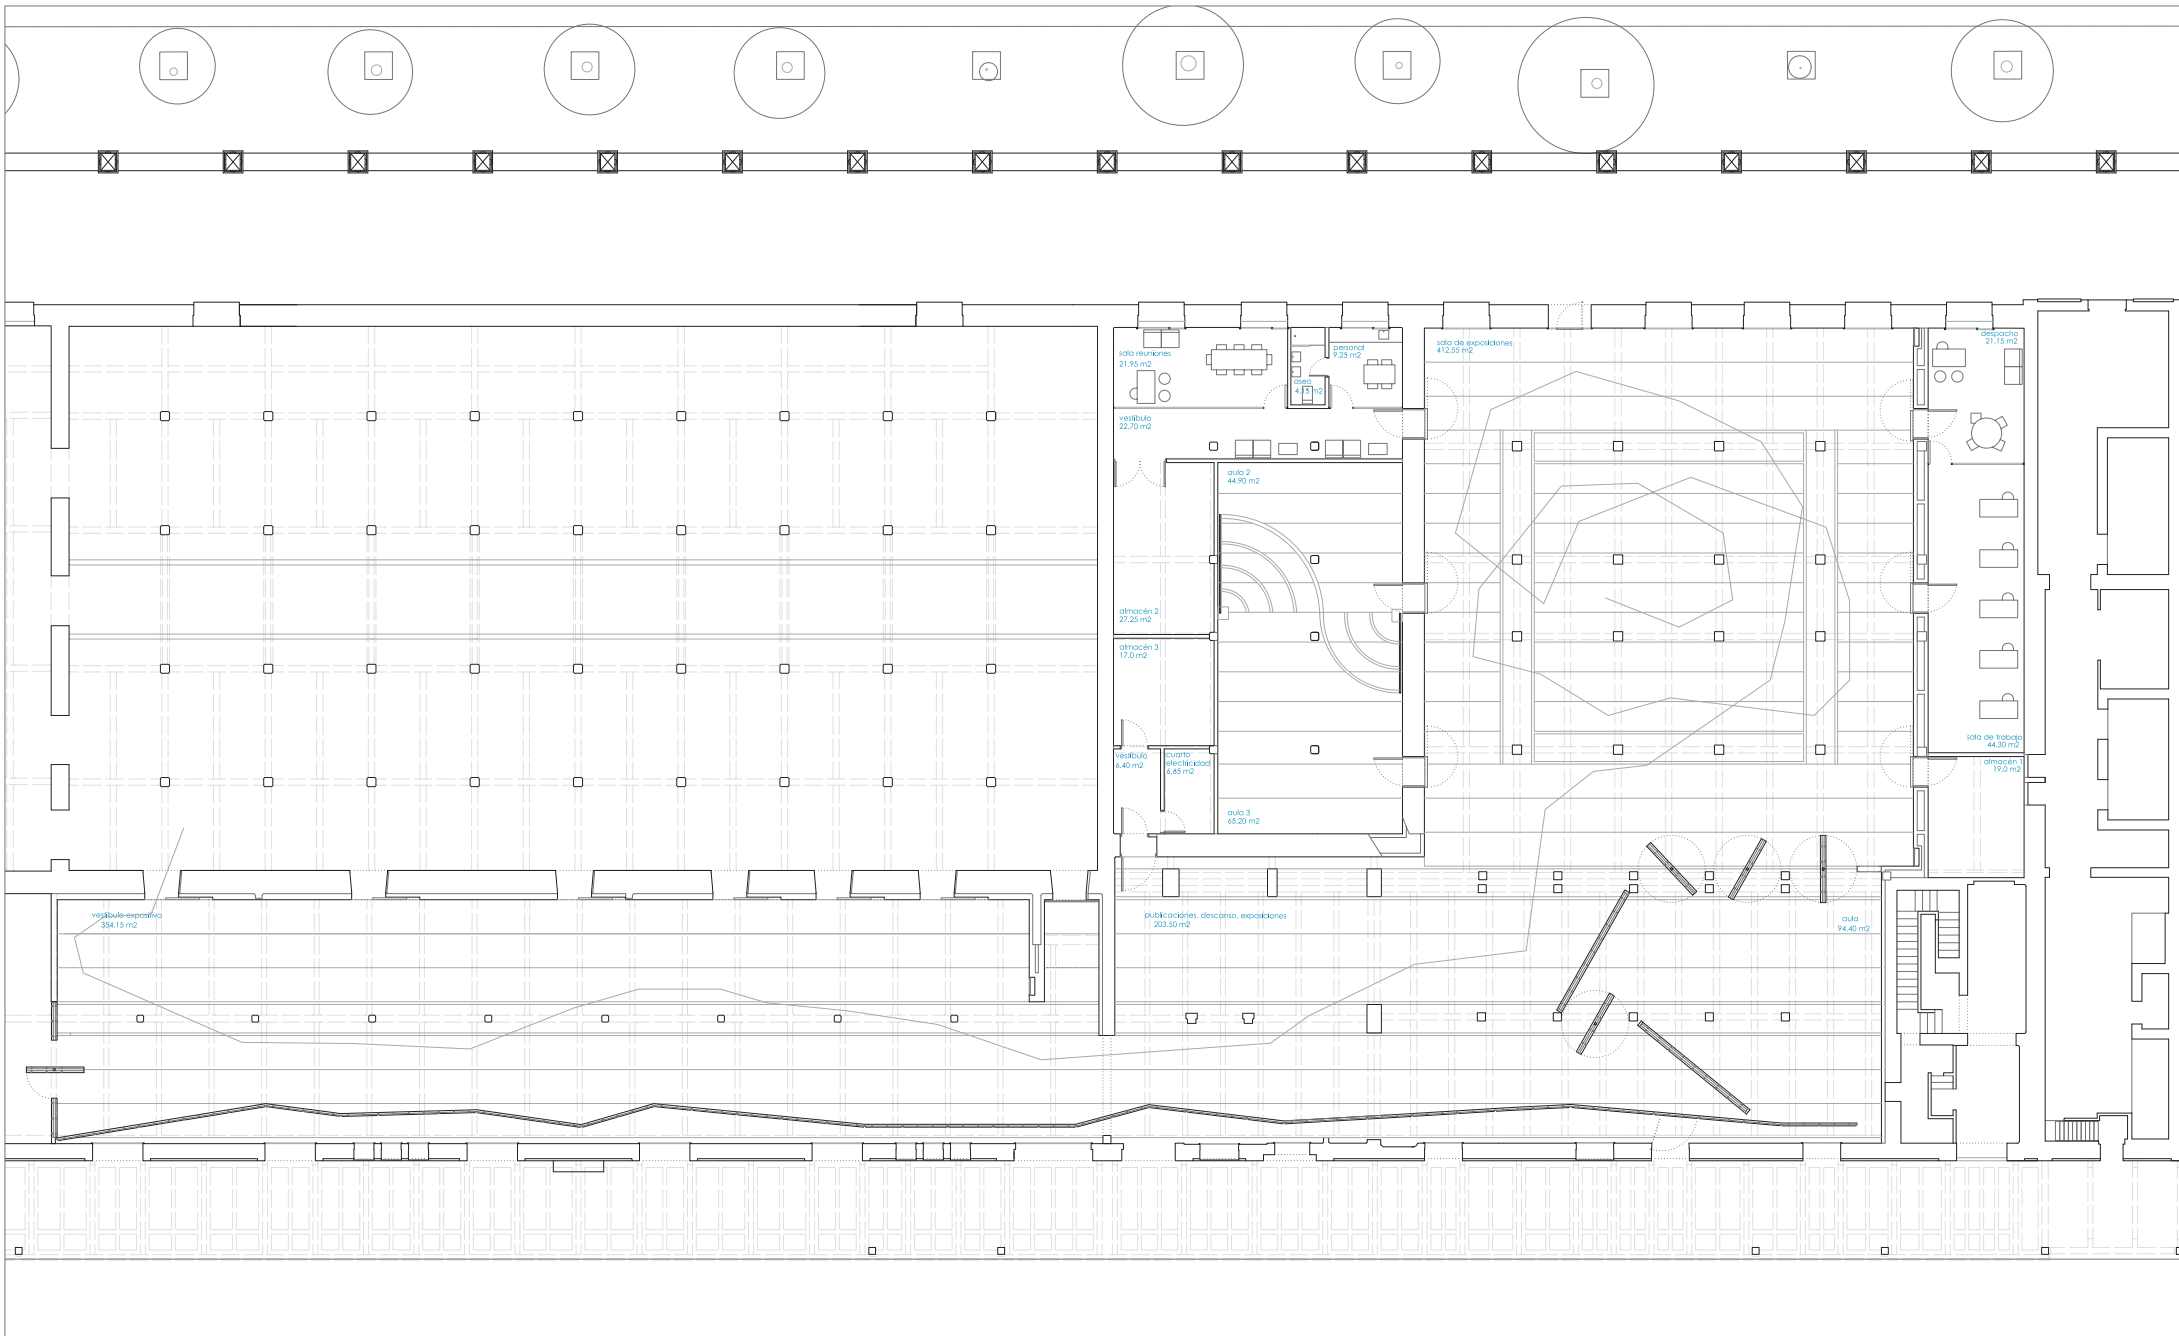 sala reuniones
21.95 m2
personal
9.25 m2
aseo
4.15 m2
sala de exposiciones
412.55 m2
despacho
21.15 m2
vestíbulo
22.70 m2
aula 2
44.90 m2
almacén 2
27.25 m2
almacén 3
17.0 m2
vestíbulo
6.40 m2
cuarto
electricidad
6.85 m2
sala de trabajo
44.30 m2
almacén 1
19.0 m2
aula 3
65.20 m2
vestíbulo expositivo
354.15 m2
publicaciones, descanso, exposiciones
203.50 m2
aula
94.40 m2